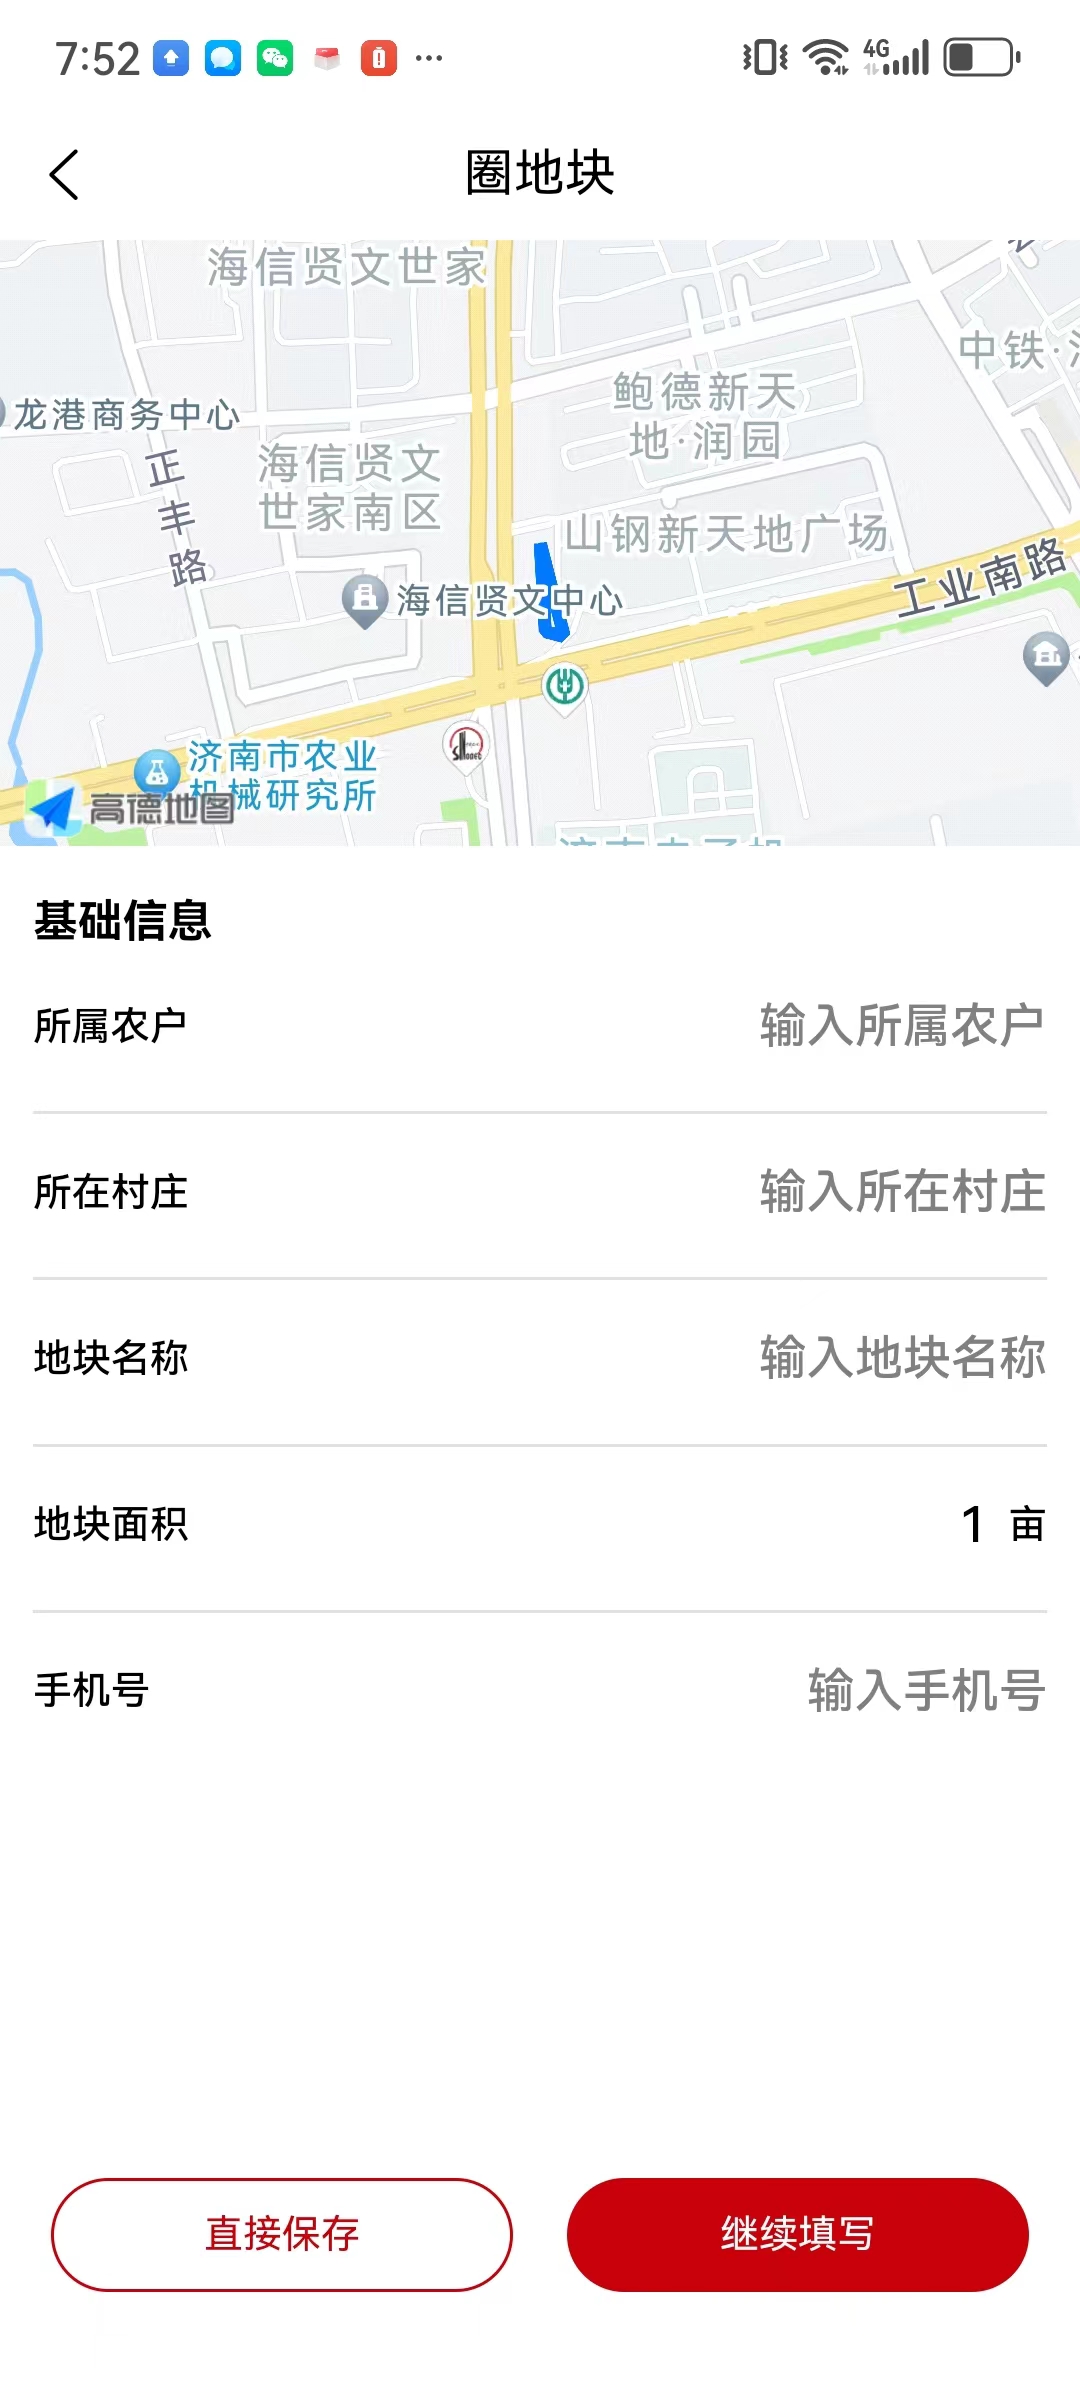 7:52
4G
圈地块
海信贤文世家
中铁·
鲍德新天
地·润园
龙港商务中心
正丰路
海信贤文
世家南区
山钢新天地广场
工业南路
海信贤文中心
济南市农业
机械研究所
高德地图
基础信息
所属农户 输入所属农户
所在村庄 输入所在村庄
地块名称 输入地块名称
地块面积 1 亩
手机号 输入手机号
直接保存 继续填写